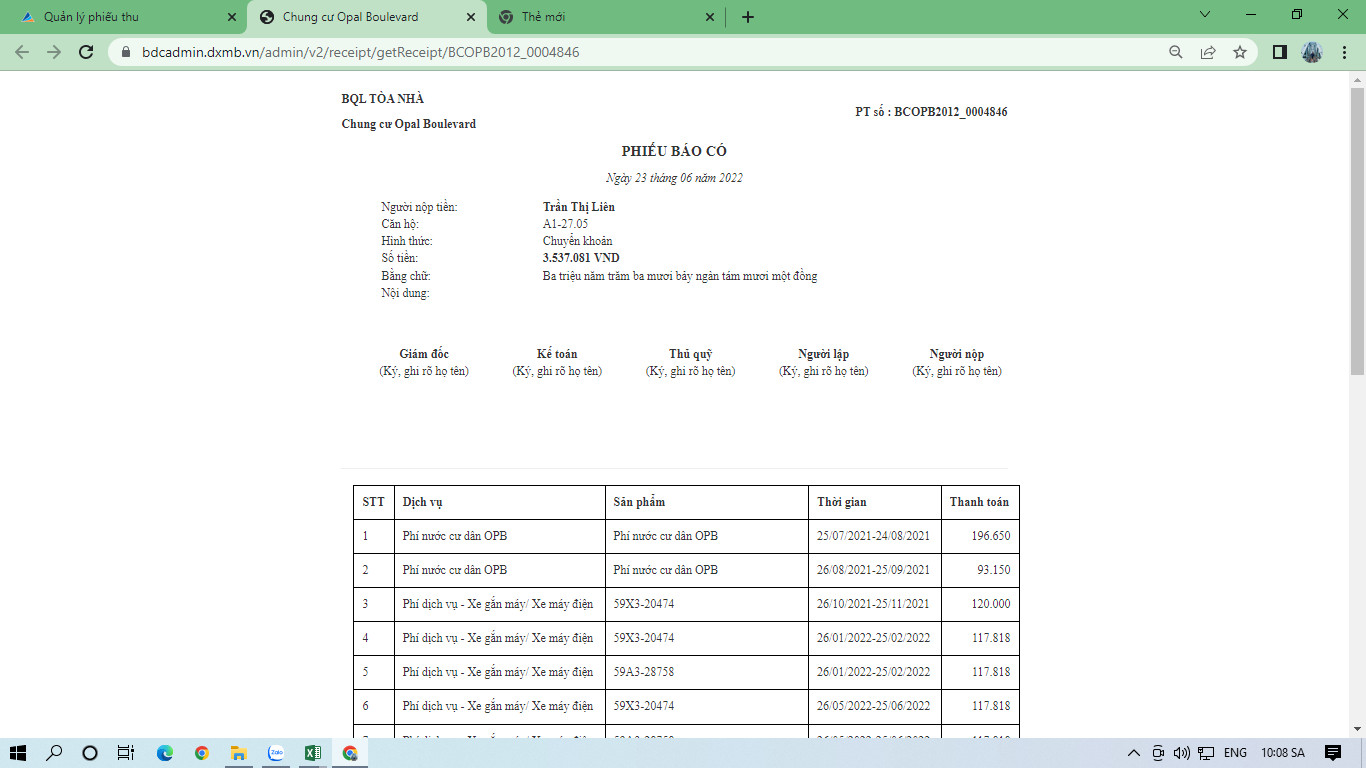 Quản lý phiếu thu
Chung cư Opal Boulevard
Thẻ mới
bdcadmin.dxmb.vn/admin/v2/receipt/getReceipt/BCOPB2012_0004846
BQL TÒA NHÀ
Chung cư Opal Boulevard
PT số : BCOPB2012_0004846
PHIẾU BÁO CÓ
Ngày 23 tháng 06 năm 2022
Người nộp tiền: Trần Thị Liên
Căn hộ: A1-27.05
Hình thức: Chuyển khoản
Số tiền: 3.537.081 VND
Bằng chữ: Ba triệu năm trăm ba mươi bảy ngàn tám mươi một đồng
Nội dung:
Giám đốc Kế toán Thủ quỹ Người lập Người nộp
(Ký, ghi rõ họ tên) (Ký, ghi rõ họ tên) (Ký, ghi rõ họ tên) (Ký, ghi rõ họ tên) (Ký, ghi rõ họ tên)
STT Dịch vụ Sản phẩm Thời gian Thanh toán
1 Phí nước cư dân OPB Phí nước cư dân OPB 25/07/2021-24/08/2021 196.650
2 Phí nước cư dân OPB Phí nước cư dân OPB 26/08/2021-25/09/2021 93.150
3 Phí dịch vụ - Xe gắn máy/ Xe máy điện 59X3-20474 26/10/2021-25/11/2021 120.000
4 Phí dịch vụ - Xe gắn máy/ Xe máy điện 59X3-20474 26/01/2022-25/02/2022 117.818
5 Phí dịch vụ - Xe gắn máy/ Xe máy điện 59A3-28758 26/01/2022-25/02/2022 117.818
6 Phí dịch vụ - Xe gắn máy/ Xe máy điện 59X3-20474 26/05/2022-25/06/2022 117.818
Zalo
ENG 10:08 SA